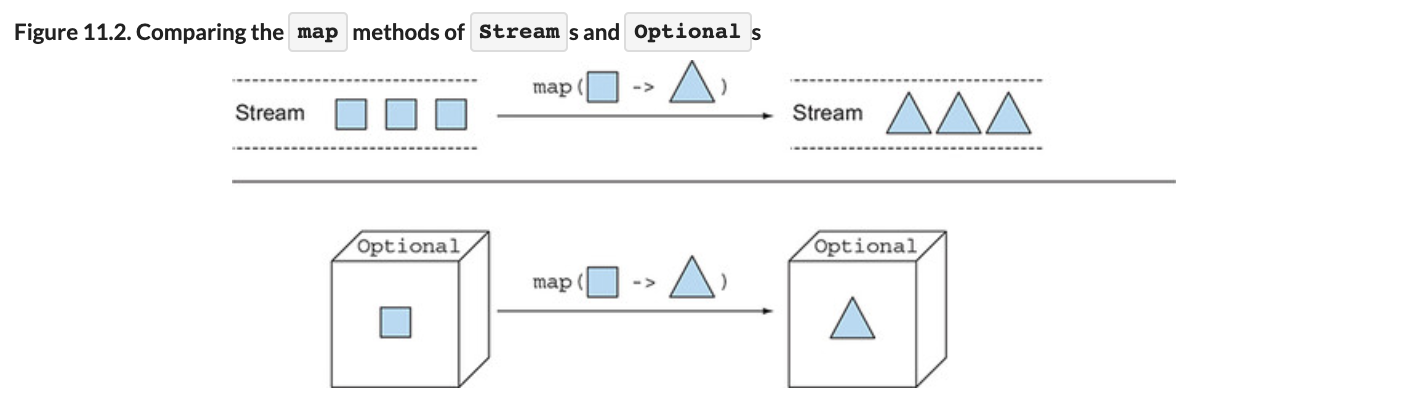 Figure 11.2. Comparing the map methods of Streams and Optionals
map( -> )
Stream
Stream
Optional
map( -> )
Optional